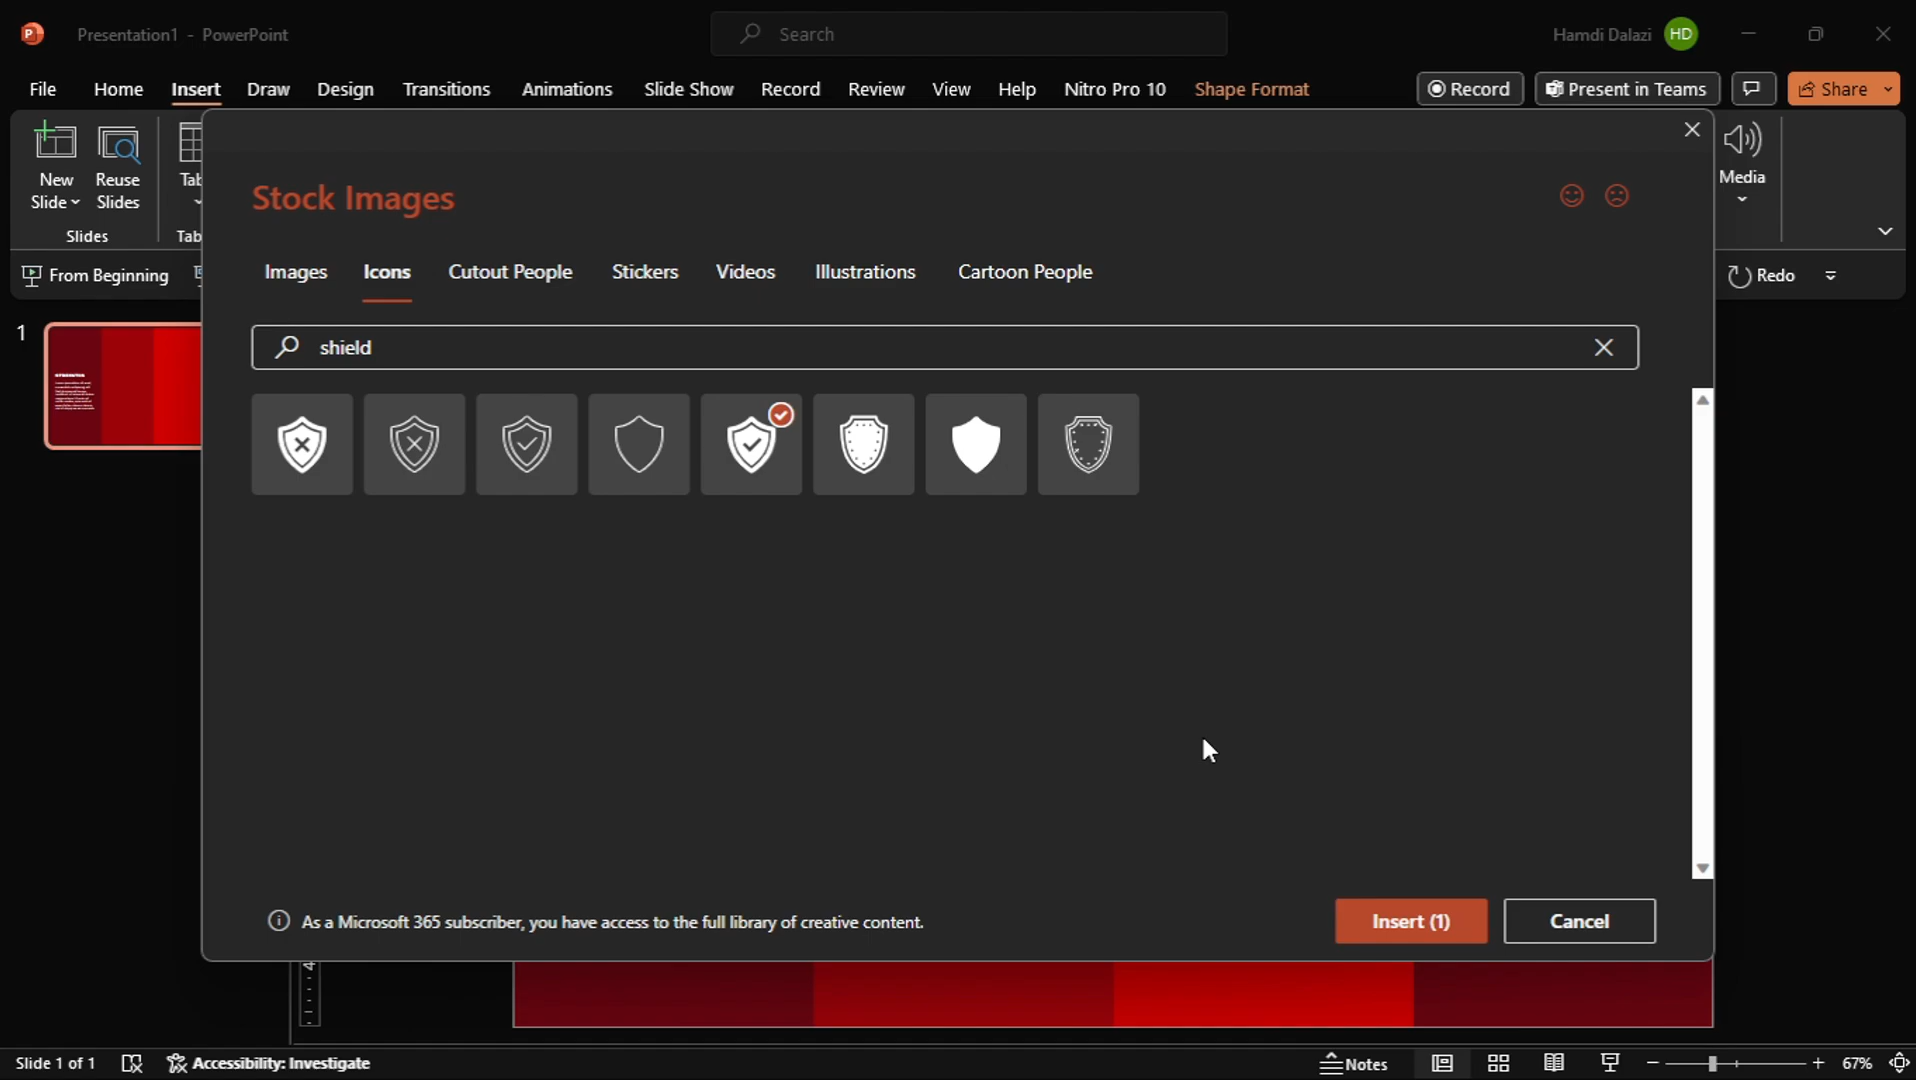 Presentation1 - PowerPoint
Search
Hamdi Dalazi HD
File Home Insert Draw Design Transitions Animations Slide Show Record Review View Help Nitro Pro 10 Shape Format
Record Present in Teams Share
New Slide
Reuse Slides
Tab
Media
Slides
Tab
From Beginning
Redo
Stock Images
Images Icons Cutout People Stickers Videos Illustrations Cartoon People
shield
1
As a Microsoft 365 subscriber, you have access to the full library of creative content.
Insert (1) Cancel
4
Slide 1 of 1 Accessibility: Investigate Notes 67%